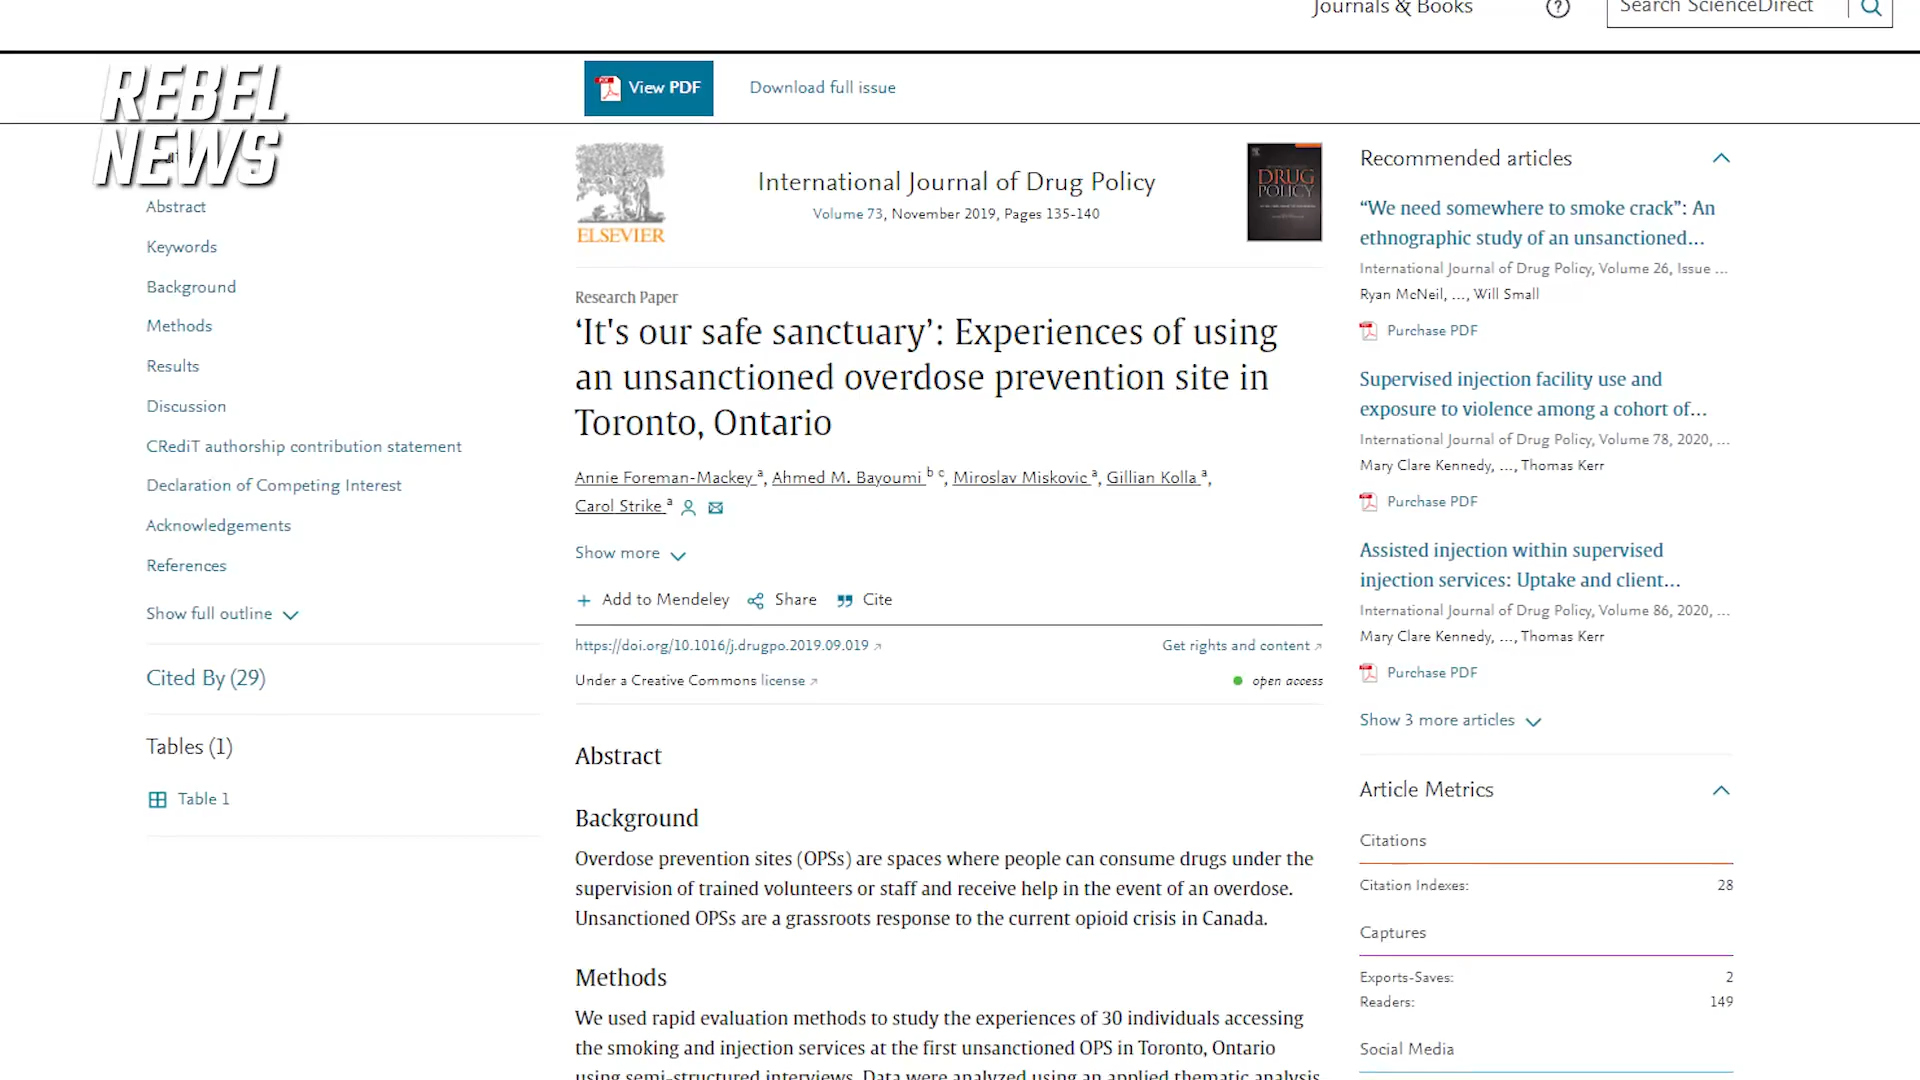 Journals & Books
Search ScienceDirect
REBEL
NEWS
View PDF
Download full issue
Abstract
Keywords
Background
Methods
Results
Discussion
CRediT authorship contribution statement
Declaration of Competing Interest
Acknowledgements
References
Show full outline
Cited By (29)
Tables (1)
Table 1
ELSEVIER
International Journal of Drug Policy
Volume 73, November 2019, Pages 135-140
DRUG
POLICY
Research Paper
‘It's our safe sanctuary’: Experiences of using
an unsanctioned overdose prevention site in
Toronto, Ontario
Annie Foreman-Mackey a, Ahmed M. Bayoumi b c, Miroslav Miskovic a, Gillian Kolla a,
Carol Strike a
Show more
Add to Mendeley Share Cite
https://doi.org/10.1016/j.drugpo.2019.09.019
Get rights and content
Under a Creative Commons license
open access
Abstract
Background
Overdose prevention sites (OPSs) are spaces where people can consume drugs under the
supervision of trained volunteers or staff and receive help in the event of an overdose.
Unsanctioned OPSs are a grassroots response to the current opioid crisis in Canada.
Methods
We used rapid evaluation methods to study the experiences of 30 individuals accessing
the smoking and injection services at the first unsanctioned OPS in Toronto, Ontario
using semi-structured interviews. Data were analyzed using an applied thematic analysis
Recommended articles
“We need somewhere to smoke crack”: An
ethnographic study of an unsanctioned...
International Journal of Drug Policy, Volume 26, Issue ...
Ryan McNeil, ..., Will Small
Purchase PDF
Supervised injection facility use and
exposure to violence among a cohort of...
International Journal of Drug Policy, Volume 78, 2020, ...
Mary Clare Kennedy, ..., Thomas Kerr
Purchase PDF
Assisted injection within supervised
injection services: Uptake and client...
International Journal of Drug Policy, Volume 86, 2020, ...
Mary Clare Kennedy, ..., Thomas Kerr
Purchase PDF
Show 3 more articles
Article Metrics
Citations
Citation Indexes: 28
Captures
Exports-Saves: 2
Readers: 149
Social Media